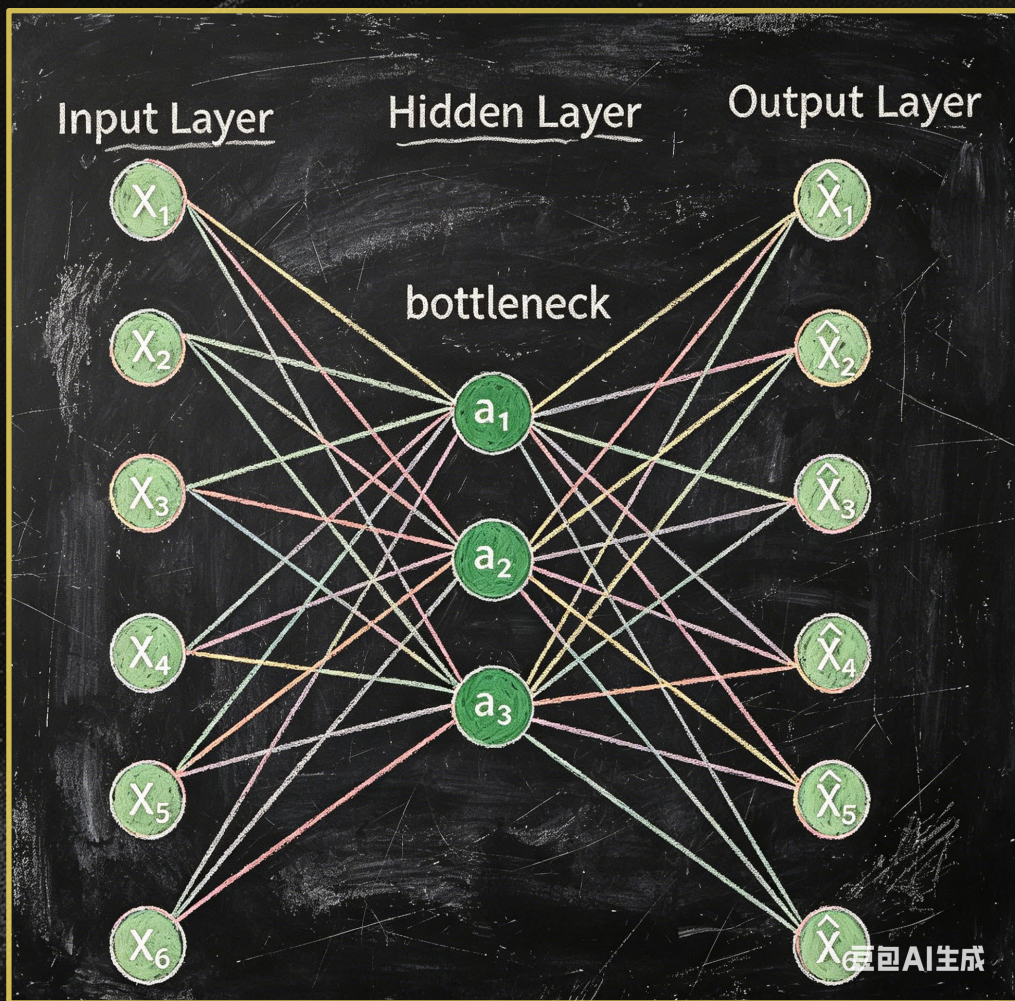 Input Layer
Hidden Layer
Output Layer
X₁
X̂₁
bottleneck
X₂
X̂₂
a₁
X₃
X̂₃
a₂
X₄
X̂₄
a₃
X₅
X̂₅
X₆
X̂₆
豆包AI生成